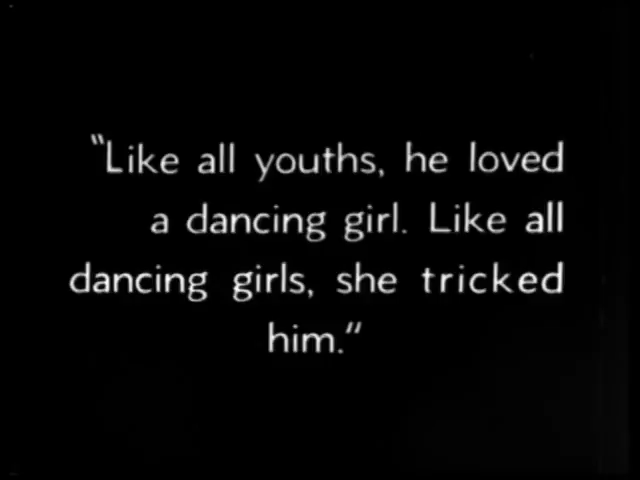 "Like all youths, he loved
a dancing girl. Like all
dancing girls, she tricked
him."